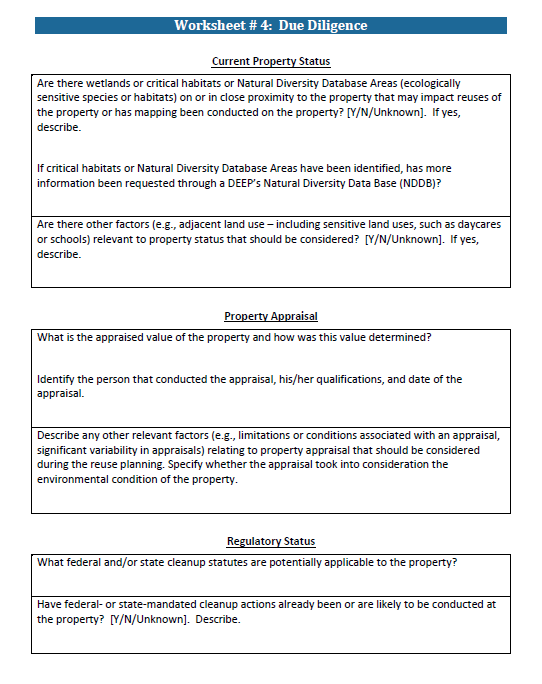 Worksheet # 4:  Due Diligence
Current Property Status
Are there wetlands or critical habitats or Natural Diversity Database Areas (ecologically
sensitive species or habitats) on or in close proximity to the property that may impact reuses of
the property or has mapping been conducted on the property? [Y/N/Unknown].  If yes,
describe.
If critical habitats or Natural Diversity Database Areas have been identified, has more
information been requested through a DEEP's Natural Diversity Data Base (NDDB)?
Are there other factors (e.g., adjacent land use – including sensitive land uses, such as daycares
or schools) relevant to property status that should be considered?  [Y/N/Unknown].  If yes,
describe.
Property Appraisal
What is the appraised value of the property and how was this value determined?
Identify the person that conducted the appraisal, his/her qualifications, and date of the
appraisal.
Describe any other relevant factors (e.g., limitations or conditions associated with an appraisal,
significant variability in appraisals) relating to property appraisal that should be considered
during the reuse planning. Specify whether the appraisal took into consideration the
environmental condition of the property.
Regulatory Status
What federal and/or state cleanup statutes are potentially applicable to the property?
Have federal- or state-mandated cleanup actions already been or are likely to be conducted at
the property?  [Y/N/Unknown].  Describe.